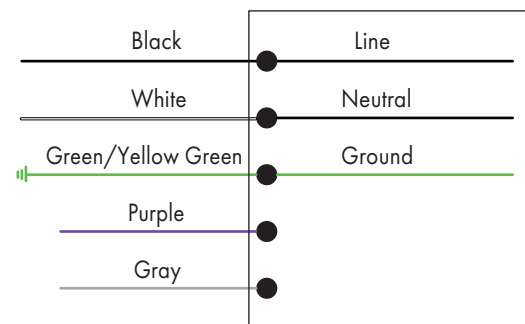 Black Line
White Neutral
Green/Yellow Green Ground
Purple
Gray